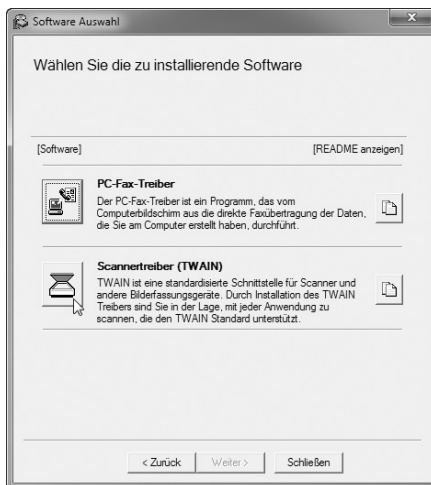 Software Auswahl
Wählen Sie die zu installierende Software
[Software] [README anzeigen]
PC-Fax-Treiber
Der PC-Fax-Treiber ist ein Programm, das vom
Computerbildschirm aus die direkte Faxübertragung der Daten,
die Sie am Computer erstellt haben, durchführt.
Scannertreiber (TWAIN)
TWAIN ist eine standardisierte Schnittstelle für Scanner und
andere Bilderfassungsgeräte. Durch Installation des TWAIN
Treibers sind Sie in der Lage, mit jeder Anwendung zu
scannen, die den TWAIN Standard unterstützt.
< Zurück Weiter > Schließen